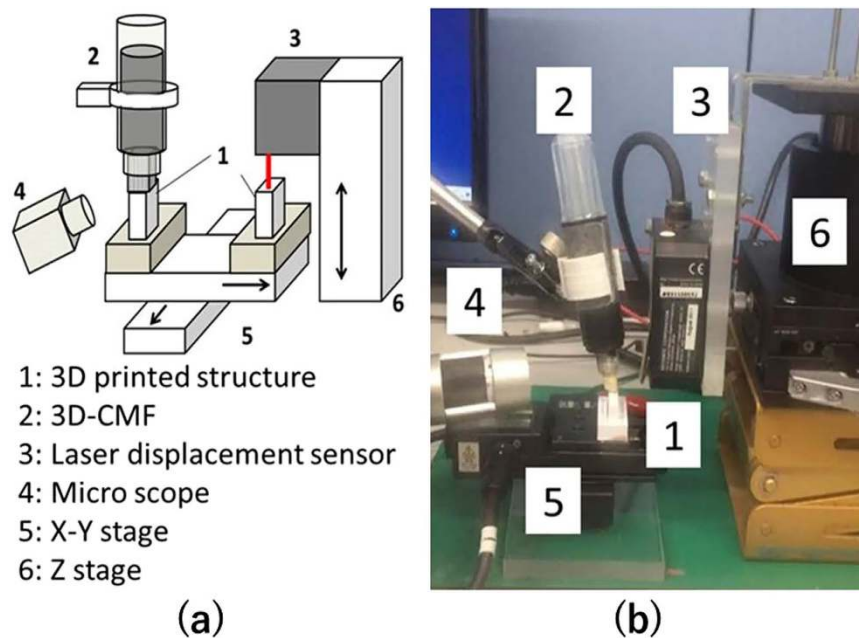 2
3
1
4
5
6
1: 3D printed structure
2: 3D-CMF
3: Laser displacement sensor
4: Micro scope
5: X-Y stage
6: Z stage
(a)
2
3
6
4
1
5
CE
(b)